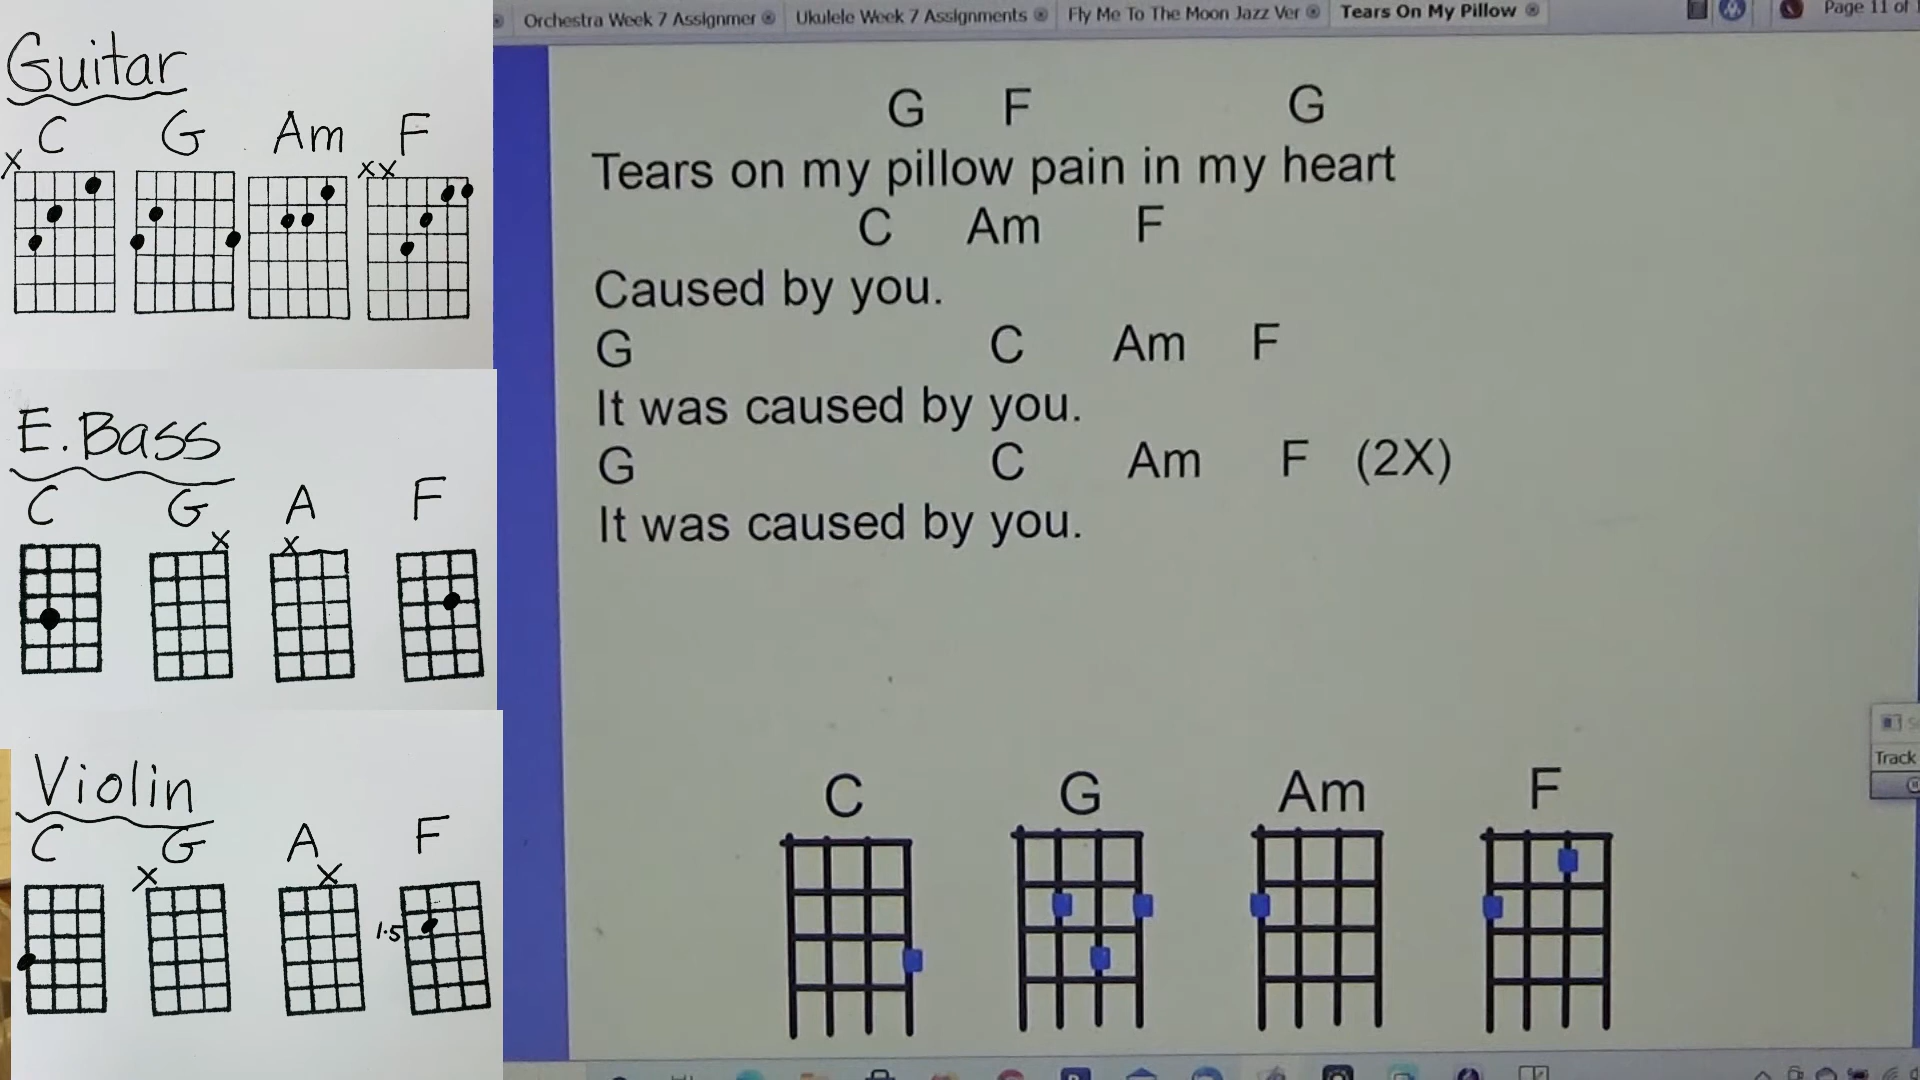 Orchestra Week 7 Assignmer
Ukulele Week 7 Assignments
Fly Me To The Moon Jazz Ver
Tears On My Pillow
Page 11 of
Guitar
C G Am F
x xx
E.Bass
C G A F
x x
Violin
C G A F
x x
1.5
G F G
Tears on my pillow pain in my heart
C Am F
Caused by you.
G C Am F
It was caused by you.
G C Am F (2X)
It was caused by you.
C G Am F
Track